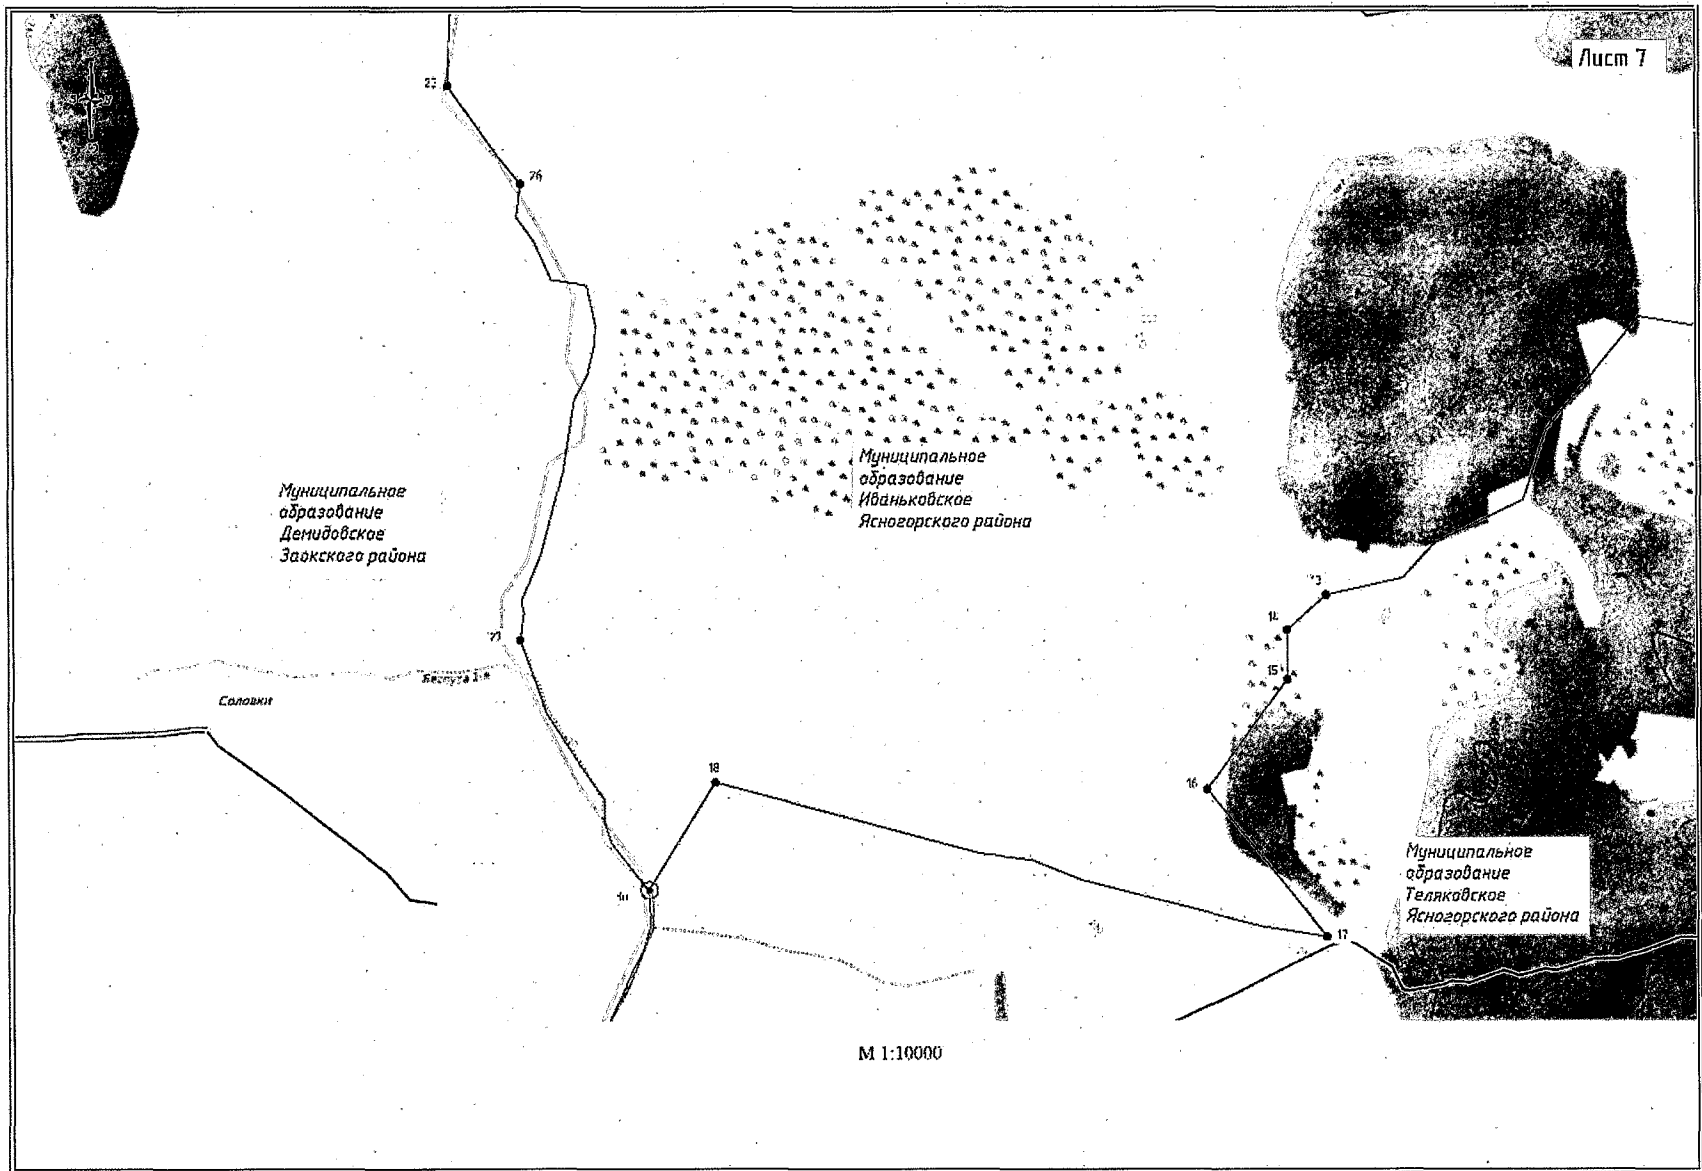 Лист 7
26
Муниципальное
образование
Иваньковское
Ясногорского района
Муниципальное
образование
Демидовское
Заокского района
14
15
Беспута
Соловки
18
16
Муниципальное
образование
Теляковское
Ясногорского района
17
М 1:10000